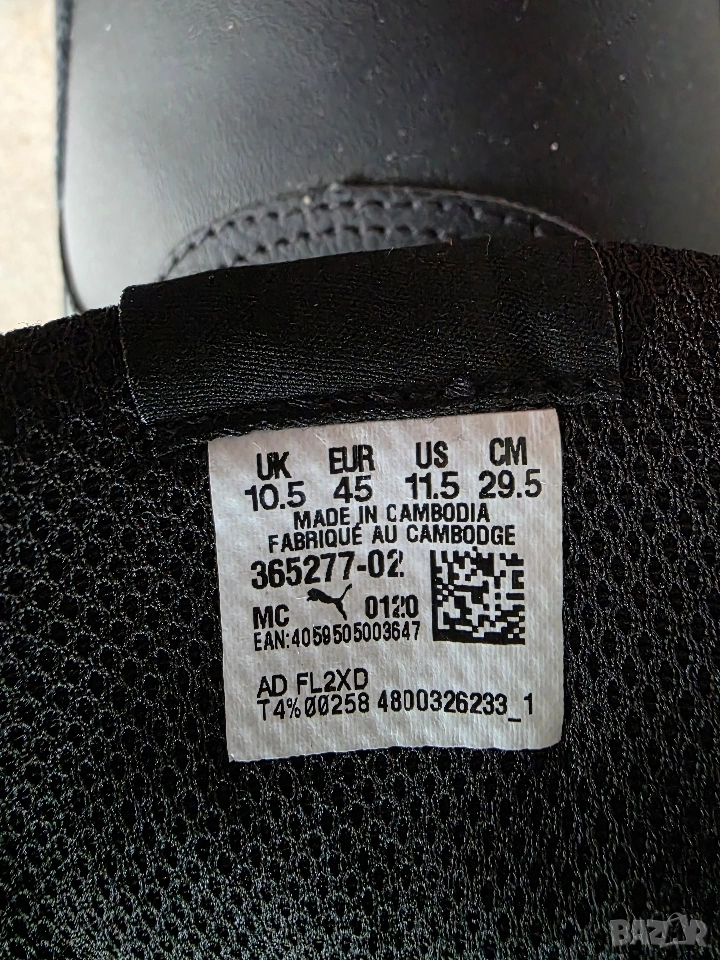 UK EUR US CM
10.5 45 11.5 29.5
MADE IN CAMBODIA
FABRIQUÉ AU CAMBODGE
365277-02
MC 0120
EAN:4059505003647
AD FL2XD
T4%00258 4800326233_1
BAZAR